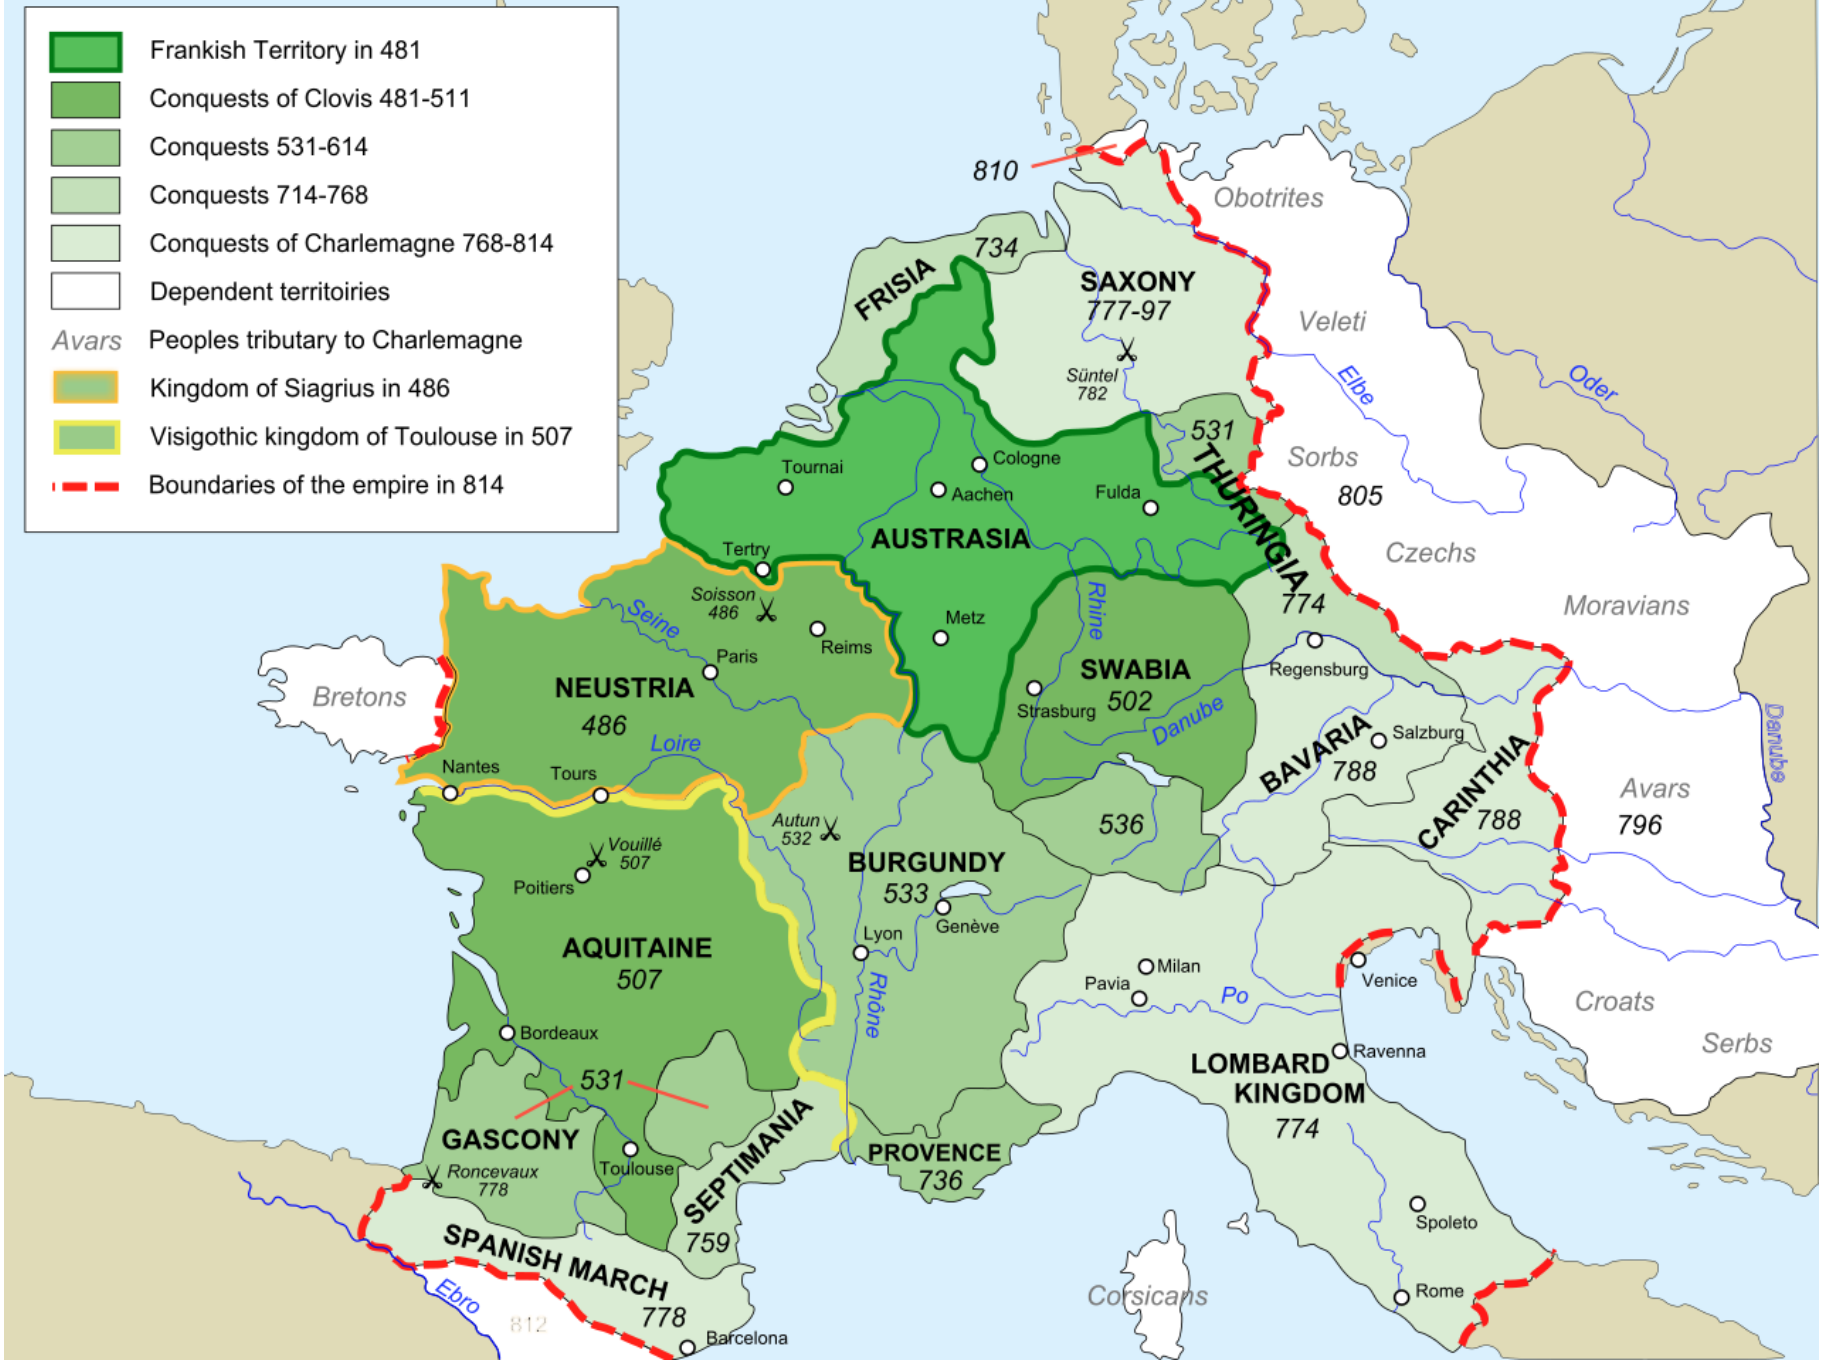 Frankish Territory in 481
Conquests of Clovis 481-511
Conquests 531-614
Conquests 714-768
Conquests of Charlemagne 768-814
Dependent territoiries
Avars Peoples tributary to Charlemagne
Kingdom of Siagrius in 486
Visigothic kingdom of Toulouse in 507
Boundaries of the empire in 814
810
Obotrites
734
FRISIA
SAXONY
777-97
Veleti
Süntel
782
Elbe
Oder
531
THURINGIA
774
Sorbs
805
Tournai
Cologne
Aachen
Fulda
AUSTRASIA
Czechs
Tertry
Soisson
486
Seine
Reims
Metz
Rhine
Moravians
Paris
Bretons
NEUSTRIA
486
SWABIA
502
Regensburg
Strasburg
Danube
Loire
BAVARIA
788
Salzburg
Danube
Nantes
Tours
CARINTHIA
788
Avars
796
Autun
532
536
Vouillé
507
Poitiers
BURGUNDY
533
Genève
Lyon
AQUITAINE
507
Rhône
Milan
Pavia
Po
Venice
Croats
Serbs
Bordeaux
Ravenna
LOMBARD
KINGDOM
774
531
GASCONY
Toulouse
SEPTIMANIA
759
PROVENCE
736
Roncevaux
778
Spoleto
SPANISH MARCH
778
Corsicans
Rome
Ebro
812
Barcelona